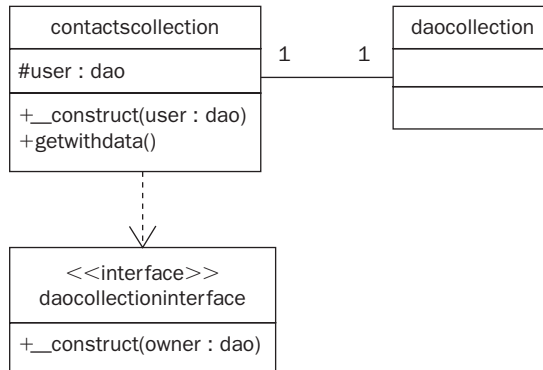 contactscollection
#user : dao
+__construct(user : dao)
+getwithdata()
1 1
daocollection
<<interface>>
daocollectioninterface
+__construct(owner : dao)